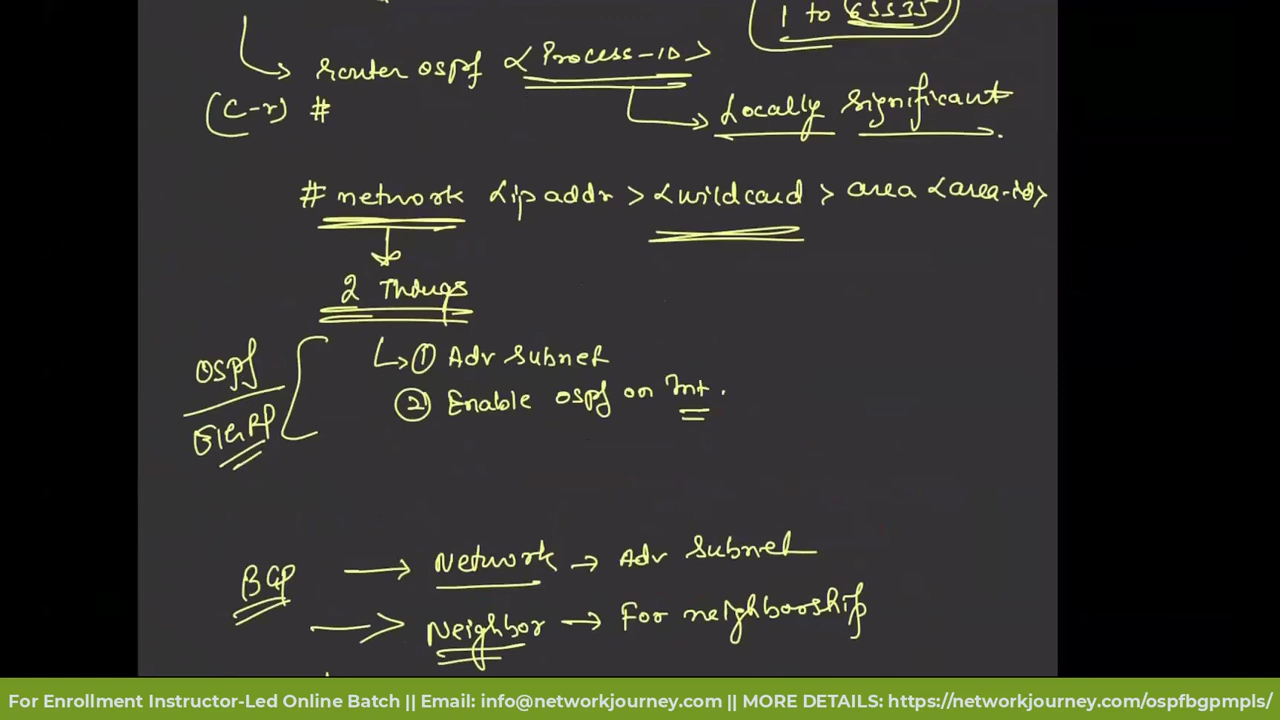 1 to 65535
router ospf <Process-ID>
(C-r) #
Locally significant.
# network <ip addr> <wildcard> area <area-id>
2 Things
OSPF
EIGRP
① Adv subnet
② Enable ospf on Int.
BGP → Network → Adv subnet
→ Neighbor → For neighborship
For Enrollment Instructor-Led Online Batch || Email: info@networkjourney.com || MORE DETAILS: https://networkjourney.com/ospfbgpmpls/